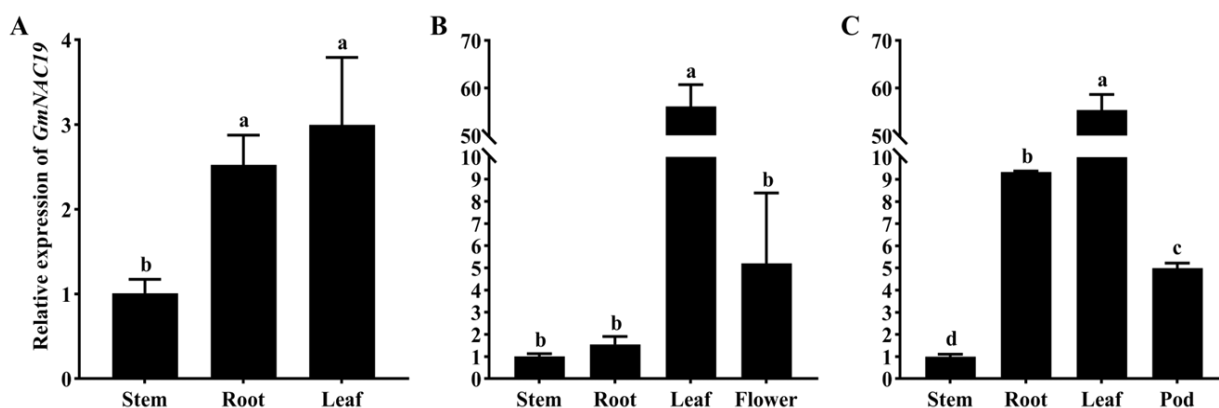 A
Relative expression of GmNAC19
4
3
2
1
0
b
a
a
Stem Root Leaf
B
70
60
50
10
9
8
7
6
5
4
3
2
1
0
b
b
a
b
Stem Root Leaf Flower
C
70
60
50
10
9
8
7
6
5
4
3
2
1
0
d
b
a
c
Stem Root Leaf Pod